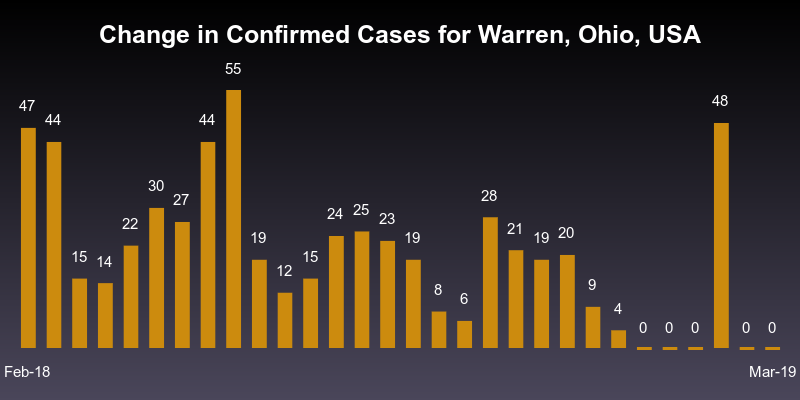 Change in Confirmed Cases for Warren, Ohio, USA
47 44 15 14 22 30 27 44 55 19 12 15 24 25 23 19 8 6 28 21 19 20 9 4 0 0 0 48 0 0
Feb-18 Mar-19